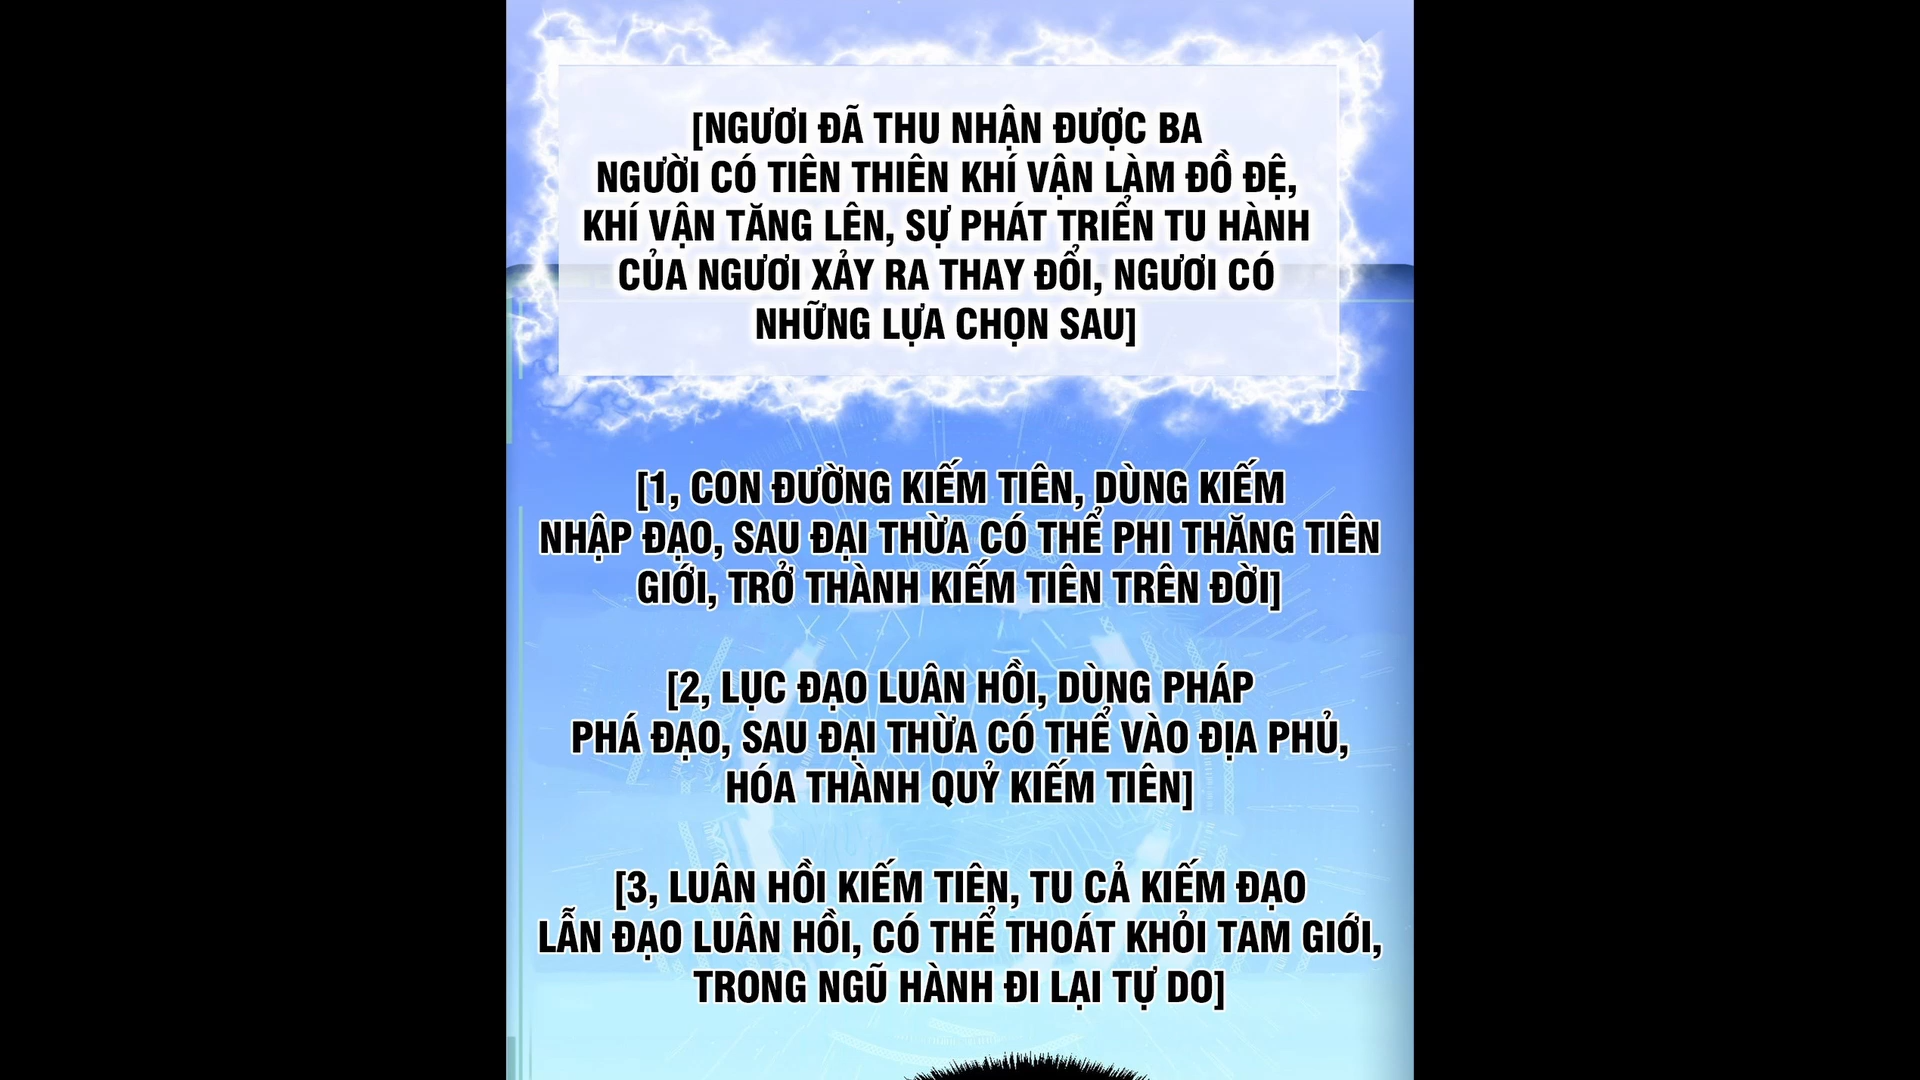 [NGƯƠI ĐÃ THU NHẬN ĐƯỢC BA
NGƯỜI CÓ TIÊN THIÊN KHÍ VẬN LÀM ĐỒ ĐỆ,
KHÍ VẬN TĂNG LÊN, SỰ PHÁT TRIỂN TU HÀNH
CỦA NGƯƠI XẢY RA THAY ĐỔI, NGƯƠI CÓ
NHỮNG LỰA CHỌN SAU]
[1, CON ĐƯỜNG KIẾM TIÊN, DÙNG KIẾM
NHẬP ĐẠO, SAU ĐẠI THỪA CÓ THỂ PHI THĂNG TIÊN
GIỚI, TRỞ THÀNH KIẾM TIÊN TRÊN ĐỜI]
[2, LỤC ĐẠO LUÂN HỒI, DÙNG PHÁP
PHÁ ĐẠO, SAU ĐẠI THỪA CÓ THỂ VÀO ĐỊA PHỦ,
HÓA THÀNH QUỶ KIẾM TIÊN]
[3, LUÂN HỒI KIẾM TIÊN, TU CẢ KIẾM ĐẠO
LẪN ĐẠO LUÂN HỒI, CÓ THỂ THOÁT KHỎI TAM GIỚI,
TRONG NGŨ HÀNH ĐI LẠI TỰ DO]